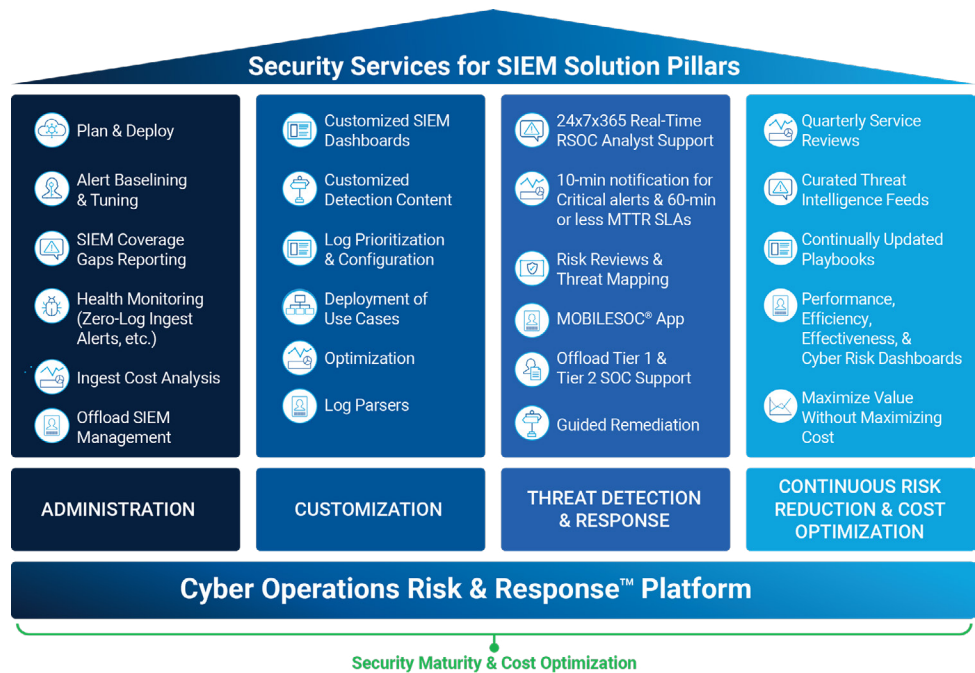 Security Services for SIEM Solution Pillars
Plan & Deploy
Alert Baselining
& Tuning
SIEM Coverage
Gaps Reporting
Health Monitoring
(Zero-Log Ingest
Alerts, etc.)
Ingest Cost Analysis
Offload SIEM
Management
ADMINISTRATION
Customized SIEM
Dashboards
Customized
Detection Content
Log Prioritization
& Configuration
Deployment of
Use Cases
Optimization
Log Parsers
CUSTOMIZATION
24x7x365 Real-Time
RSOC Analyst Support
10-min notification for
Critical alerts & 60-min
or less MTTR SLAs
Risk Reviews &
Threat Mapping
MOBILESOC® App
Offload Tier 1 &
Tier 2 SOC Support
Guided Remediation
THREAT DETECTION
& RESPONSE
Quarterly Service
Reviews
Curated Threat
Intelligence Feeds
Continually Updated
Playbooks
Performance,
Efficiency,
Effectiveness, &
Cyber Risk Dashboards
Maximize Value
Without Maximizing
Cost
CONTINUOUS RISK
REDUCTION & COST
OPTIMIZATION
Cyber Operations Risk & Response™ Platform
Security Maturity & Cost Optimization